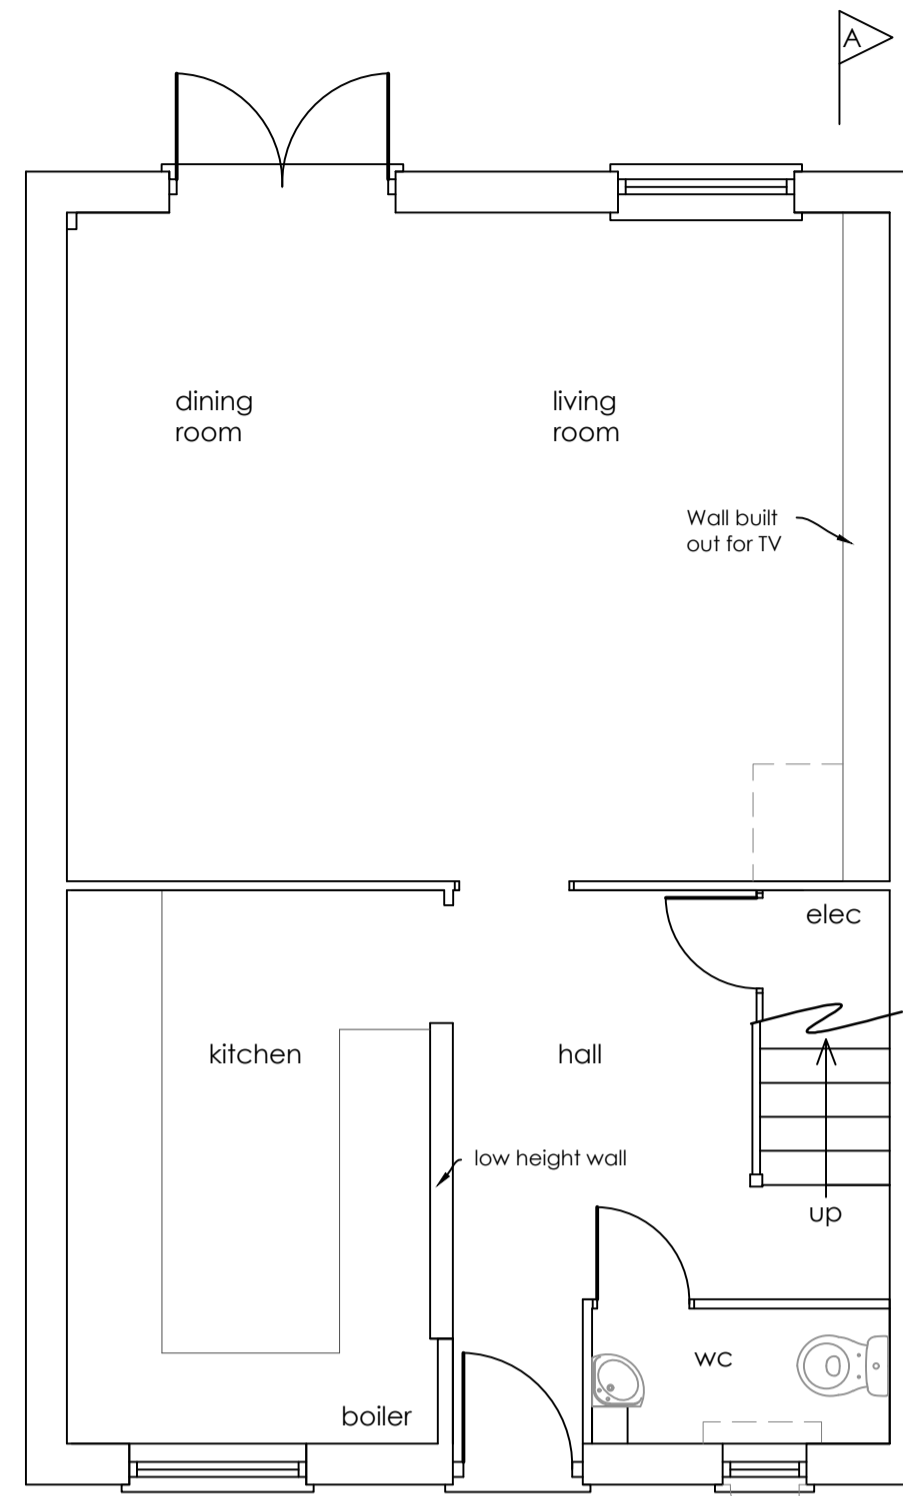 A
dining
room
living
room
Wall built
out for TV
elec
kitchen
hall
low height wall
up
wc
boiler